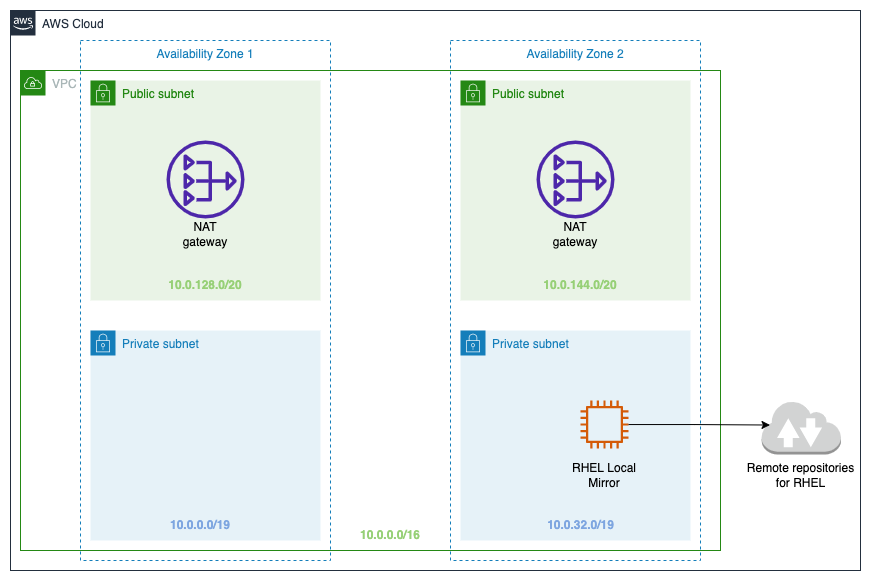 aws
AWS Cloud
Availability Zone 1
Availability Zone 2
VPC
Public subnet
Public subnet
NAT
gateway
NAT
gateway
10.0.128.0/20
10.0.144.0/20
Private subnet
Private subnet
RHEL Local
Mirror
Remote repositories
for RHEL
10.0.0.0/19
10.0.32.0/19
10.0.0.0/16